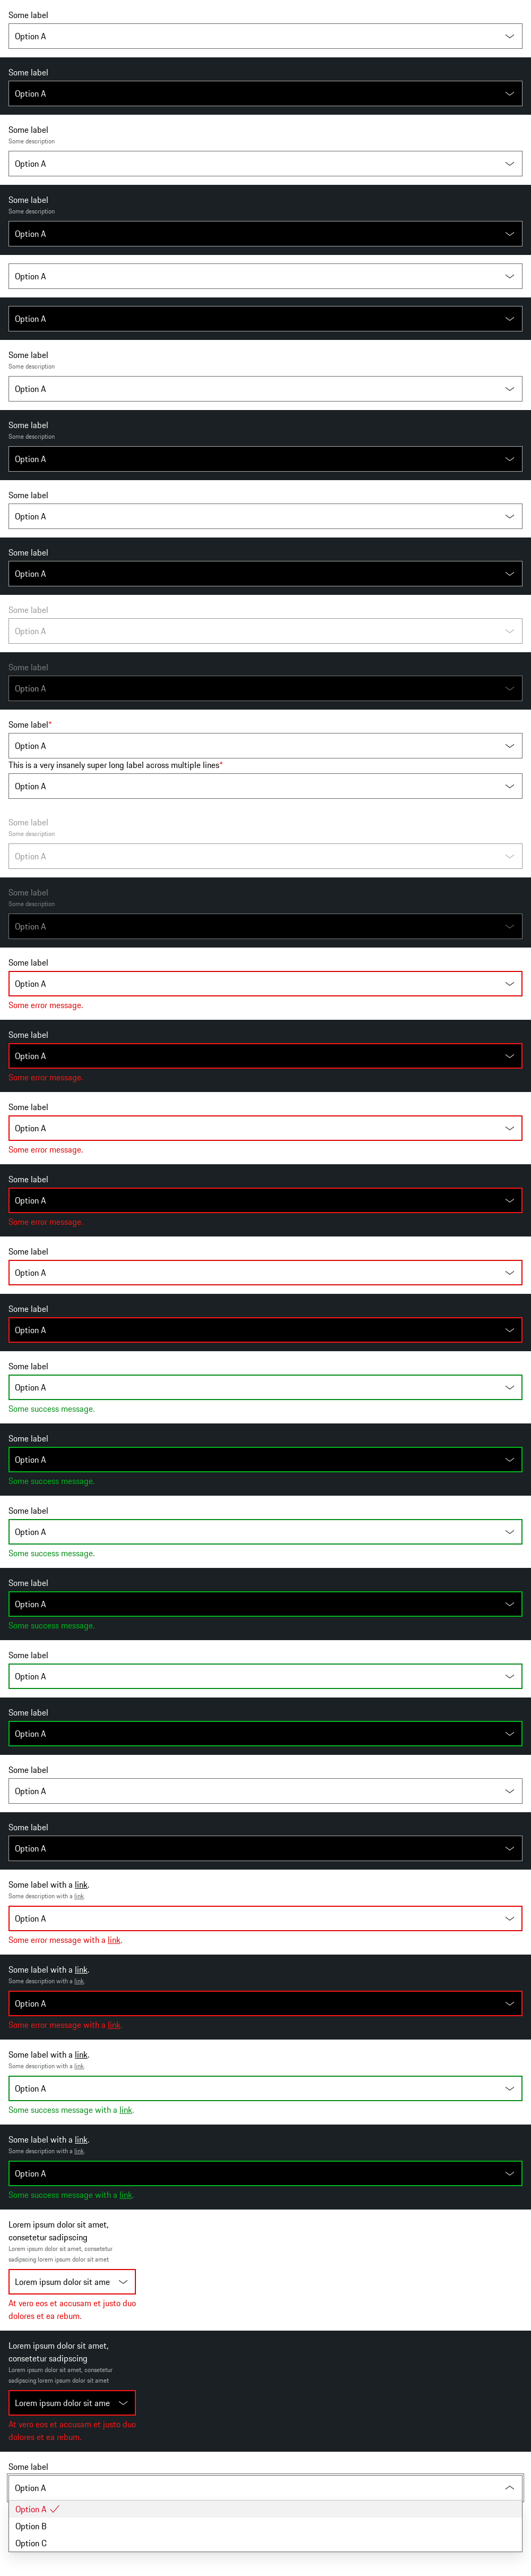 Some label
Option A
Some label
Option A
Some label
Some description
Option A
Some label
Some description
Option A
Option A
Option A
Some label
Some description
Option A
Some label
Some description
Option A
Some label
Option A
Some label
Option A
Some label
Option A
Some label
Option A
Some label*
Option A
This is a very insanely super long label across multiple lines*
Option A
Some label
Some description
Option A
Some label
Some description
Option A
Some label
Option A
Some error message.
Some label
Option A
Some error message.
Some label
Option A
Some error message.
Some label
Option A
Some error message.
Some label
Option A
Some label
Option A
Some label
Option A
Some success message.
Some label
Option A
Some success message.
Some label
Option A
Some success message.
Some label
Option A
Some success message.
Some label
Option A
Some label
Option A
Some label
Option A
Some label
Option A
Some label with a link.
Some description with a link.
Option A
Some error message with a link.
Some label with a link.
Some description with a link.
Option A
Some error message with a link.
Some label with a link.
Some description with a link.
Option A
Some success message with a link.
Some label with a link.
Some description with a link.
Option A
Some success message with a link.
Lorem ipsum dolor sit amet,
consetetur sadipscing
Lorem ipsum dolor sit amet, consetetur
sadipscing lorem ipsum dolor sit amet
Lorem ipsum dolor sit ame
At vero eos et accusam et justo duo
dolores et ea rebum.
Lorem ipsum dolor sit amet,
consetetur sadipscing
Lorem ipsum dolor sit amet, consetetur
sadipscing lorem ipsum dolor sit amet
Lorem ipsum dolor sit ame
At vero eos et accusam et justo duo
dolores et ea rebum.
Some label
Option A
Option A
Option B
Option C